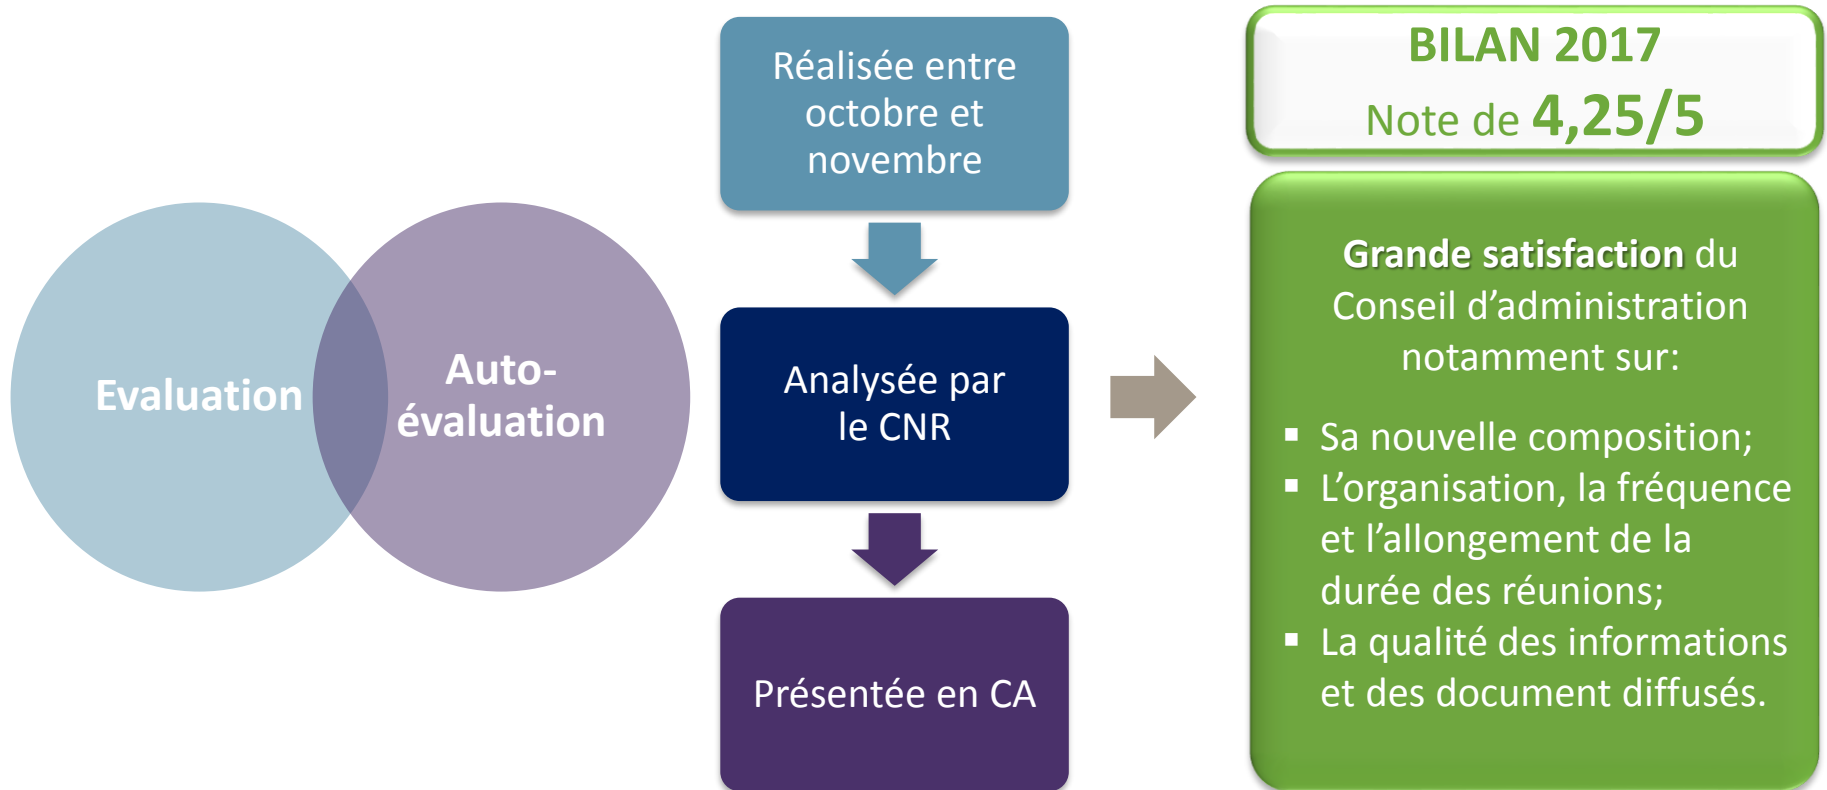 Evaluation
Auto-
évaluation
Réalisée entre
octobre et
novembre
Analysée par
le CNR
Présentée en CA
BILAN 2017
Note de 4,25/5
Grande satisfaction du
Conseil d’administration
notamment sur:
▪ Sa nouvelle composition;
▪ L’organisation, la fréquence
et l’allongement de la
durée des réunions;
▪ La qualité des informations
et des document diffusés.